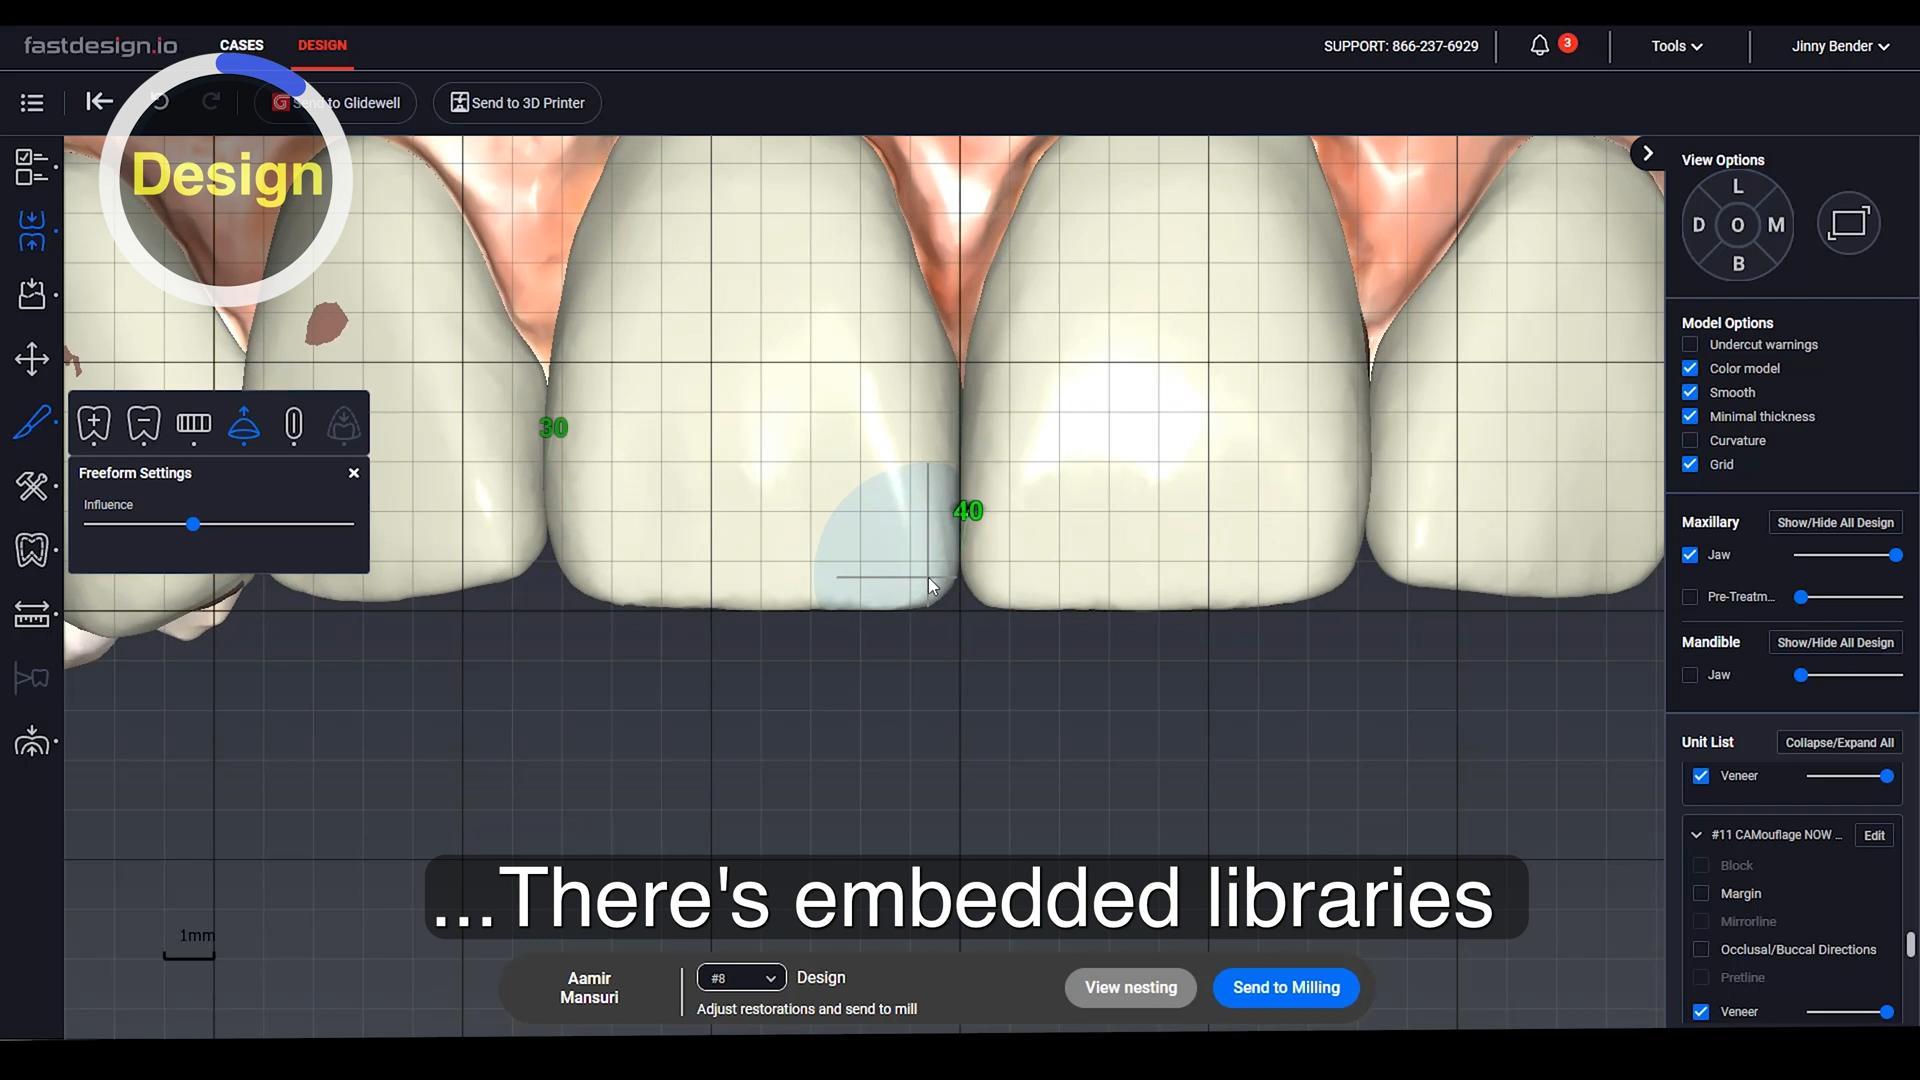 fastdesign.io
CASES
DESIGN
SUPPORT: 866-237-6929
3
Tools
Jinny Bender
G Send to Glidewell
Send to 3D Printer
Design
View Options
L
D
O
M
B
Model Options
Undercut warnings
Color model
Smooth
Minimal thickness
Curvature
Grid
30
40
Freeform Settings
Influence
Maxillary
Show/Hide All Design
Jaw
Pre-Treatm...
Mandible
Show/Hide All Design
Jaw
Unit List
Collapse/Expand All
Veneer
#11 CAMouflage NOW ...
Edit
Block
Margin
Mirrorline
Occlusal/Buccal Directions
Pretline
Veneer
...There's embedded libraries
1mm
Aamir
Mansuri
#8
Design
Adjust restorations and send to mill
View nesting
Send to Milling